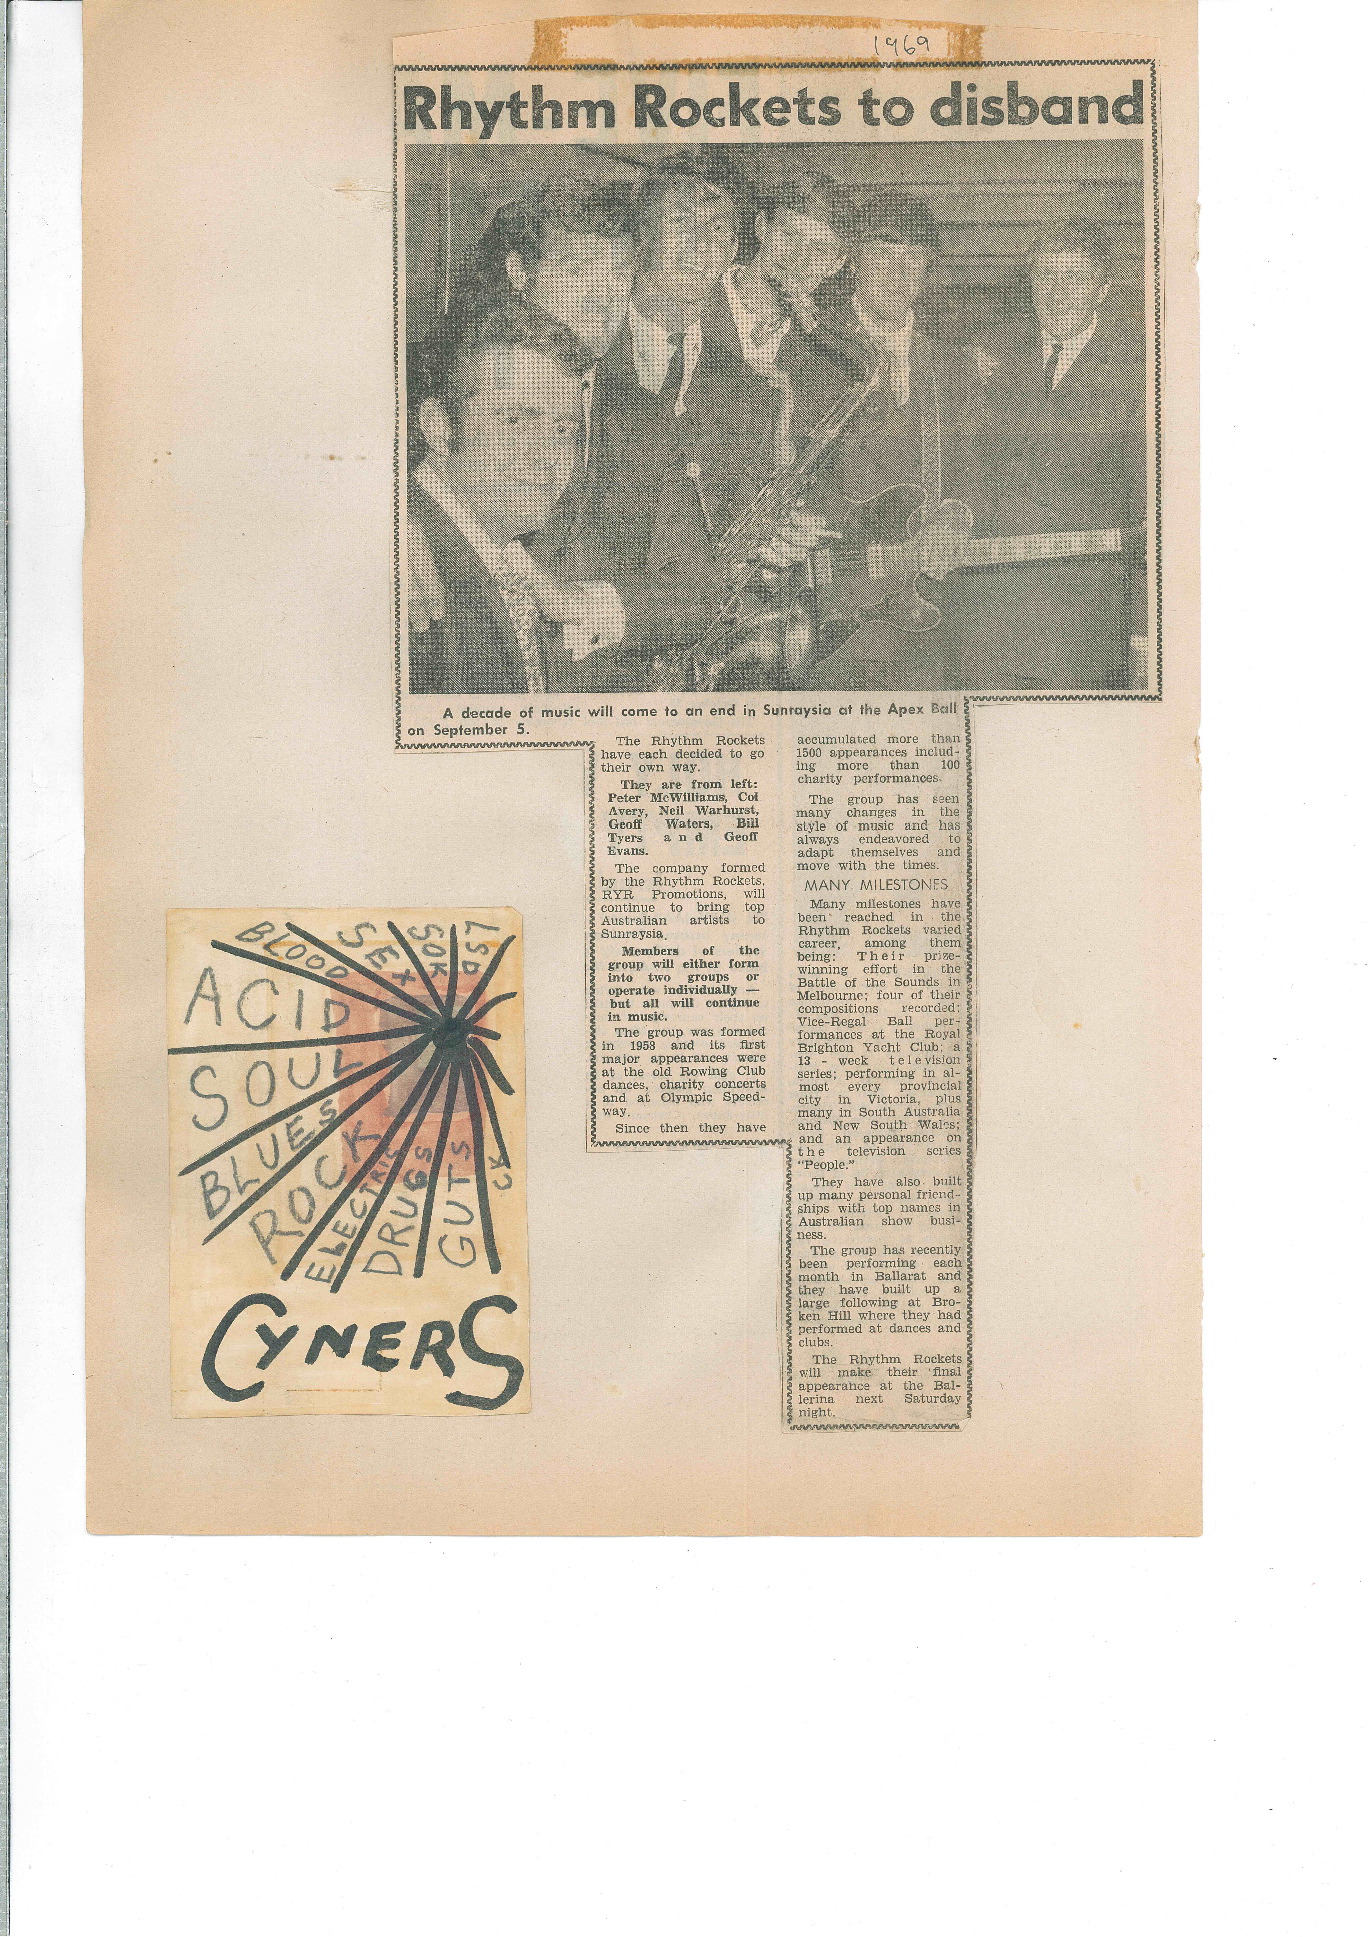 1969
Rhythm Rockets to disband
A decade of music will come to an end in Sunraysia at the Apex Ball
on September 5.
The Rhythm Rockets
have each decided to go
their own way.
They are from left:
Peter McWilliams, Col
Avery, Neil Warhurst,
Geoff Waters, Bill
Tyers and Geoff
Evans.
The company formed
by the Rhythm Rockets,
RYR Promotions, will
continue to bring top
Australian artists to
Sunraysia.
Members of the
group will either form
into two groups or
operate individually —
but all will continue
in music.
The group was formed
in 1958 and its first
major appearances were
at the old Rowing Club
dances, charity concerts
and at Olympic Speed-
way.
Since then they have
accumulated more than
1500 appearances includ-
ing more than 100
charity performances.
The group has seen
many changes in the
style of music and has
always endeavored to
adapt themselves and
move with the times.
MANY MILESTONES
Many milestones have
been reached in the
Rhythm Rockets varied
career, among them
being: Their prize-
winning effort in the
Battle of the Sounds in
Melbourne; four of their
compositions recorded;
Vice-Regal Ball per-
formances at the Royal
Brighton Yacht Club; a
13 - week television
series; performing in al-
most every provincial
city in Victoria, plus
many in South Australia
and New South Wales;
and an appearance on
the television series
"People."
They have also built
up many personal friend-
ships with top names in
Australian show busi-
ness.
The group has recently
been performing each
month in Ballarat and
they have built up a
large following at Bro-
ken Hill where they had
performed at dances and
clubs.
The Rhythm Rockets
will make their final
appearance at the Bal-
lerina next Saturday
night.
LSD
SOK
SEX
BLOOD
ACID
SOUL
BLUES
ROCK
ELECTRIC
DRUGS
GUTS
CYNERS